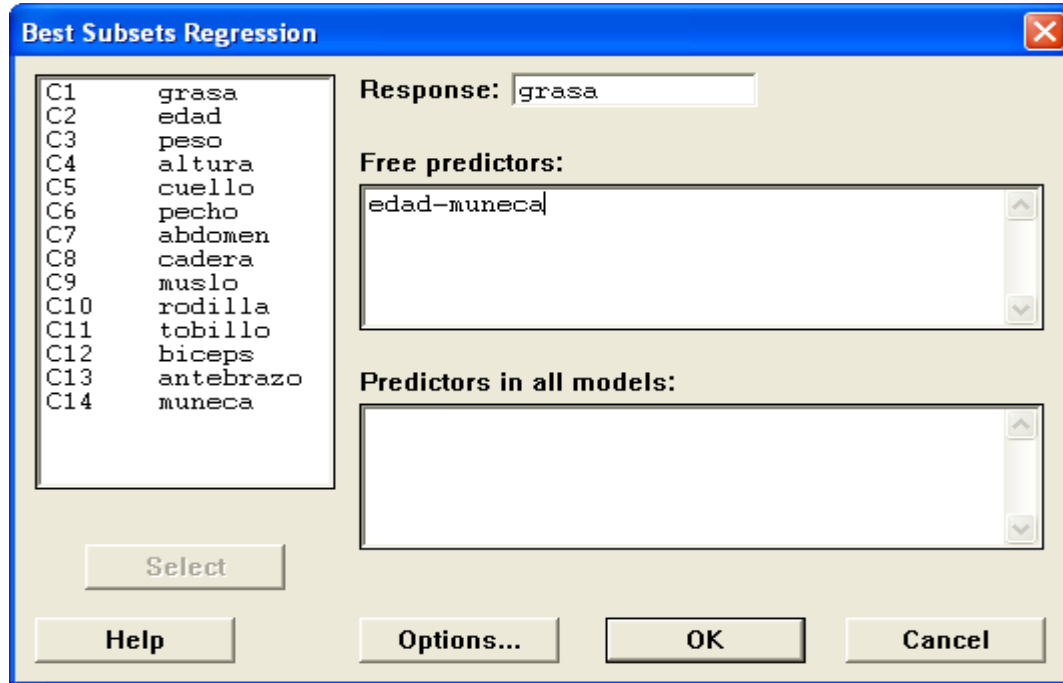 Best Subsets Regression
C1 grasa
C2 edad
C3 peso
C4 altura
C5 cuello
C6 pecho
C7 abdomen
C8 cadera
C9 muslo
C10 rodilla
C11 tobillo
C12 biceps
C13 antebrazo
C14 muneca
Response: grasa
Free predictors:
edad-muneca
Predictors in all models:
Select
Help
Options...
OK
Cancel